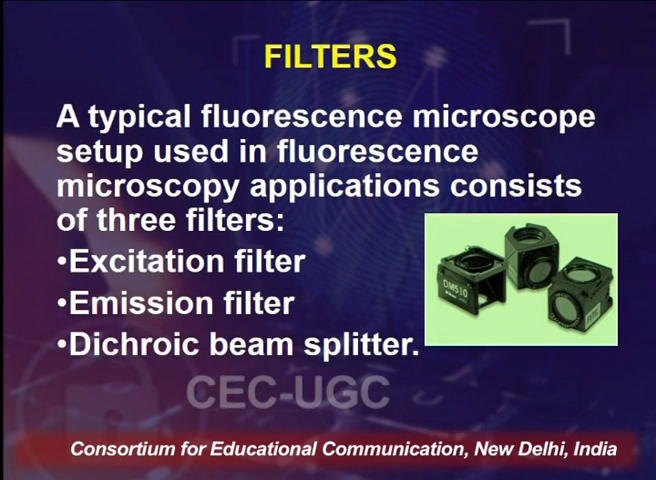 FILTERS
A typical fluorescence microscope
setup used in fluorescence
microscopy applications consists
of three filters:
•Excitation filter
•Emission filter
•Dichroic beam splitter.
DM510
CEC-UGC
Consortium for Educational Communication, New Delhi, India